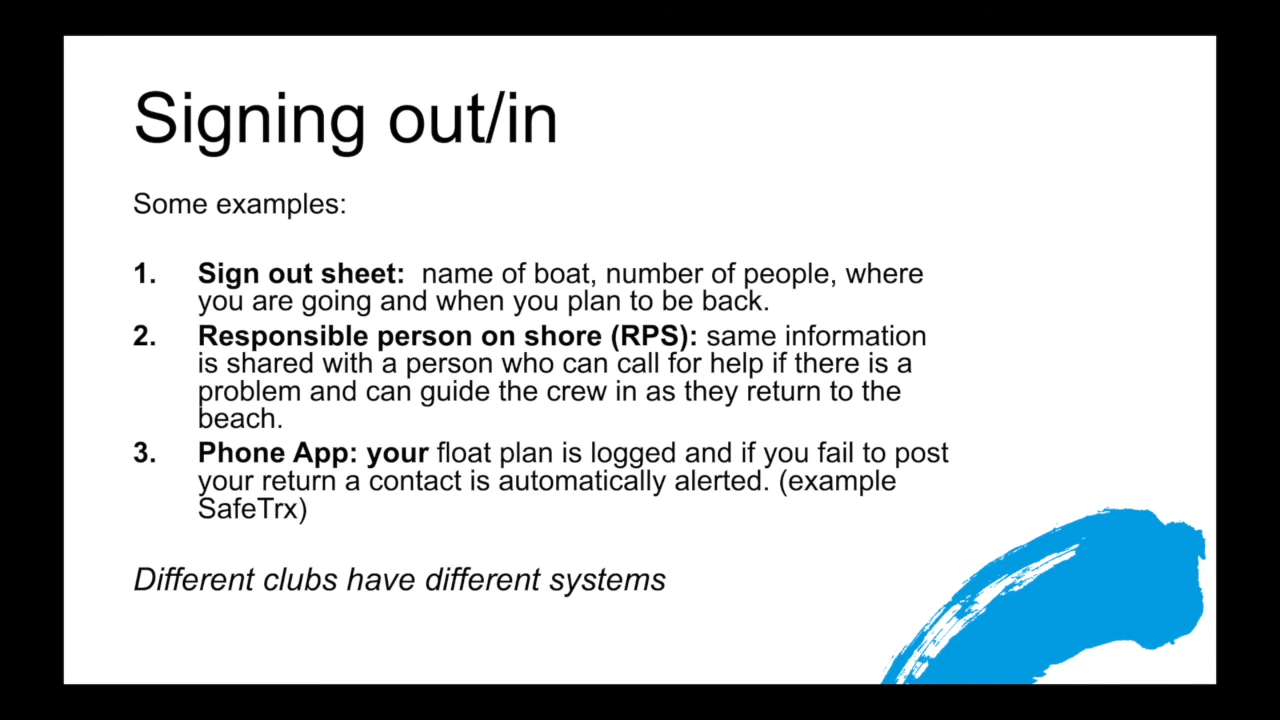 Signing out/in
Some examples:
1. Sign out sheet: name of boat, number of people, where
you are going and when you plan to be back.
2. Responsible person on shore (RPS): same information
is shared with a person who can call for help if there is a
problem and can guide the crew in as they return to the
beach.
3. Phone App: your float plan is logged and if you fail to post
your return a contact is automatically alerted. (example
SafeTrx)
Different clubs have different systems